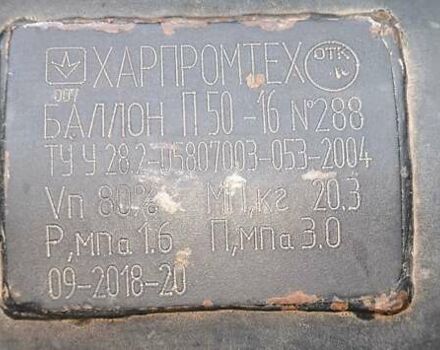 ХАРПРОМТЕХ ОТК
007
БАЛЛОН П 50-16 №288
ТУ У 28.2-05807003-053-2004
Vп 80% МП,кг 20.3
Р,мпа 1.6 П,мПа 3.0
09-2018-20